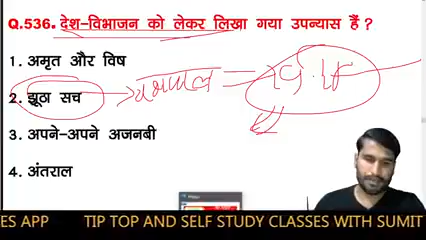 Q.536. देश-विभाजन को लेकर लिखा गया उपन्यास हैं ?
1. अमृत और विष
2. झूठा सच
यशपाल
3. अपने-अपने अजनबी
4. अंतराल
ES APP TIP TOP AND SELF STUDY CLASSES WITH SUMIT